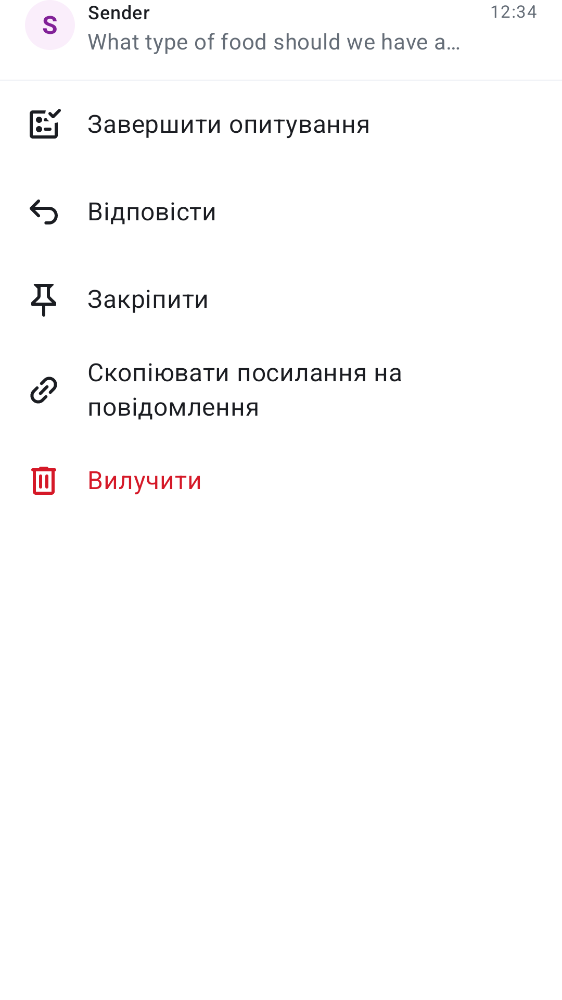 S
Sender
12:34
What type of food should we have a…
Завершити опитування
Відповісти
Закріпити
Скопіювати посилання на
повідомлення
Вилучити